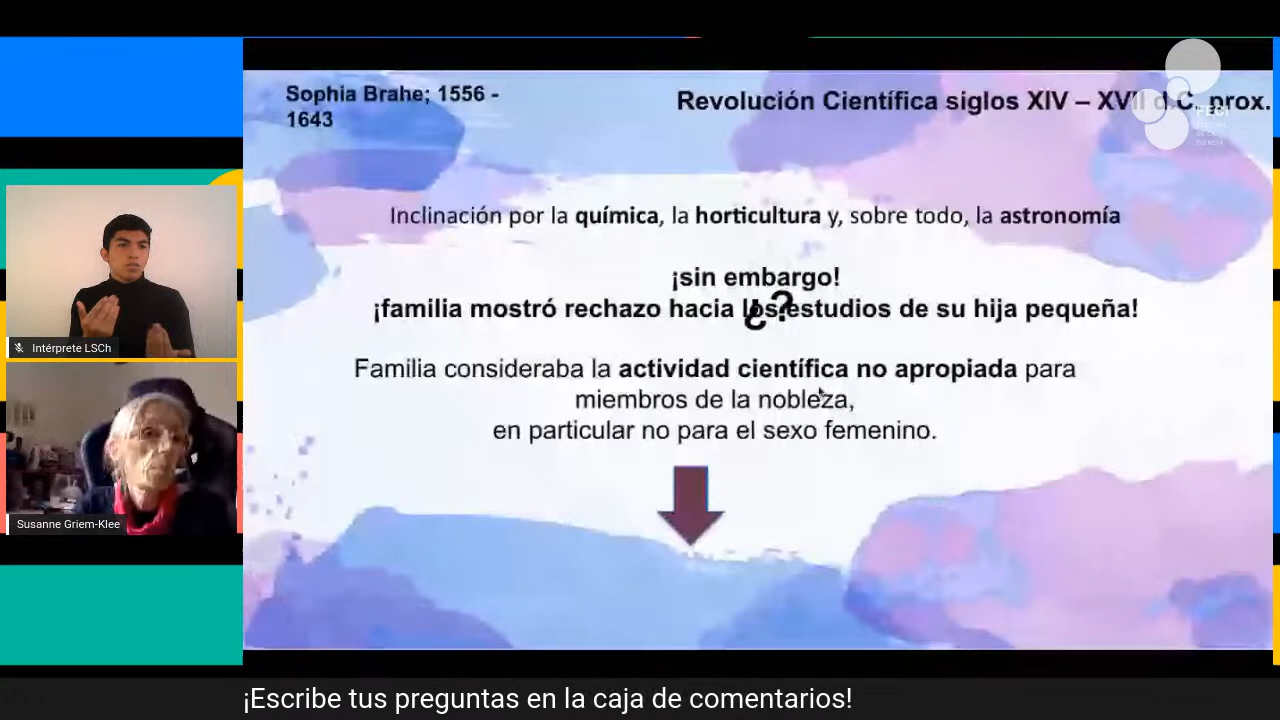 Sophia Brahe; 1556 -
1643
Revolución Científica siglos XIV – XVII d.C. prox.
FECI
Inclinación por la química, la horticultura y, sobre todo, la astronomía
¡sin embargo!
¡familia mostró rechazo hacia los estudios de su hija pequeña!
¿?
Familia consideraba la actividad científica no apropiada para
miembros de la nobleza,
en particular no para el sexo femenino.
Intérprete LSCh
Susanne Griem-Klee
¡Escribe tus preguntas en la caja de comentarios!